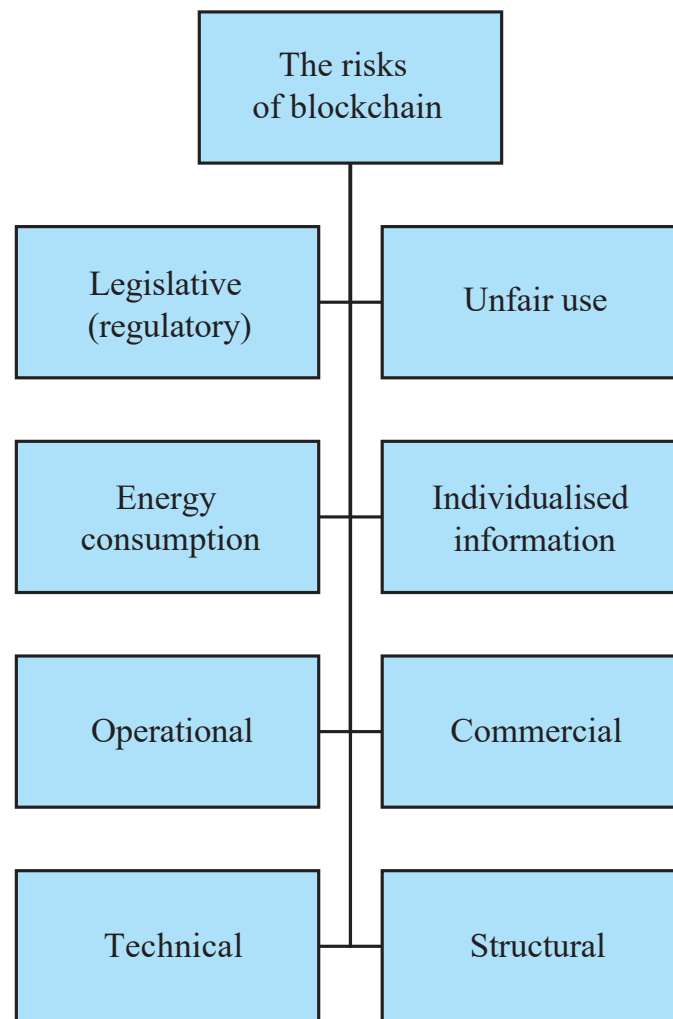 The risks
of blockchain
Legislative
(regulatory)
Unfair use
Energy
consumption
Individualised
information
Operational
Commercial
Technical
Structural